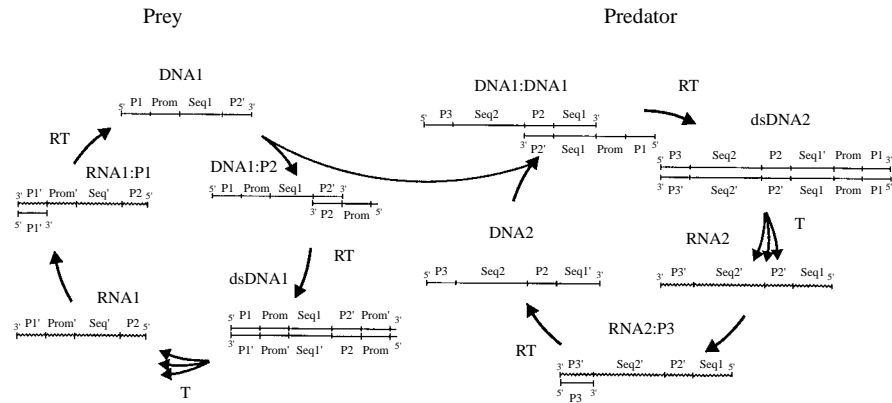 Prey
Predator
DNA1
5' P1 Prom Seq1 P2' 3'
RT
RNA1:P1
3' P1' Prom' Seq' P2 5'
5' P1' 3'
DNA1:P2
5' P1 Prom Seq1 P2' 3'
3' P2 Prom 5'
RT
dsDNA1
5' P1 Prom Seq1 P2' Prom' 3'
3' P1' Prom' Seq1' P2 Prom 5'
RNA1
3' P1' Prom' Seq' P2 5'
T
DNA1:DNA1
5' P3 Seq2 P2 Seq1 3'
3' P2' Seq1 Prom P1 5'
RT
dsDNA2
5' P3 Seq2 P2 Seq1' Prom P1 3'
3' P3' Seq2' P2' Seq1 Prom P1 5'
T
DNA2
5' P3 Seq2 P2 Seq1' 3'
RNA2
3' P3' Seq2' P2' Seq1 5'
RNA2:P3
3' P3' Seq2' P2' Seq1 5'
5' P3 3'
RT